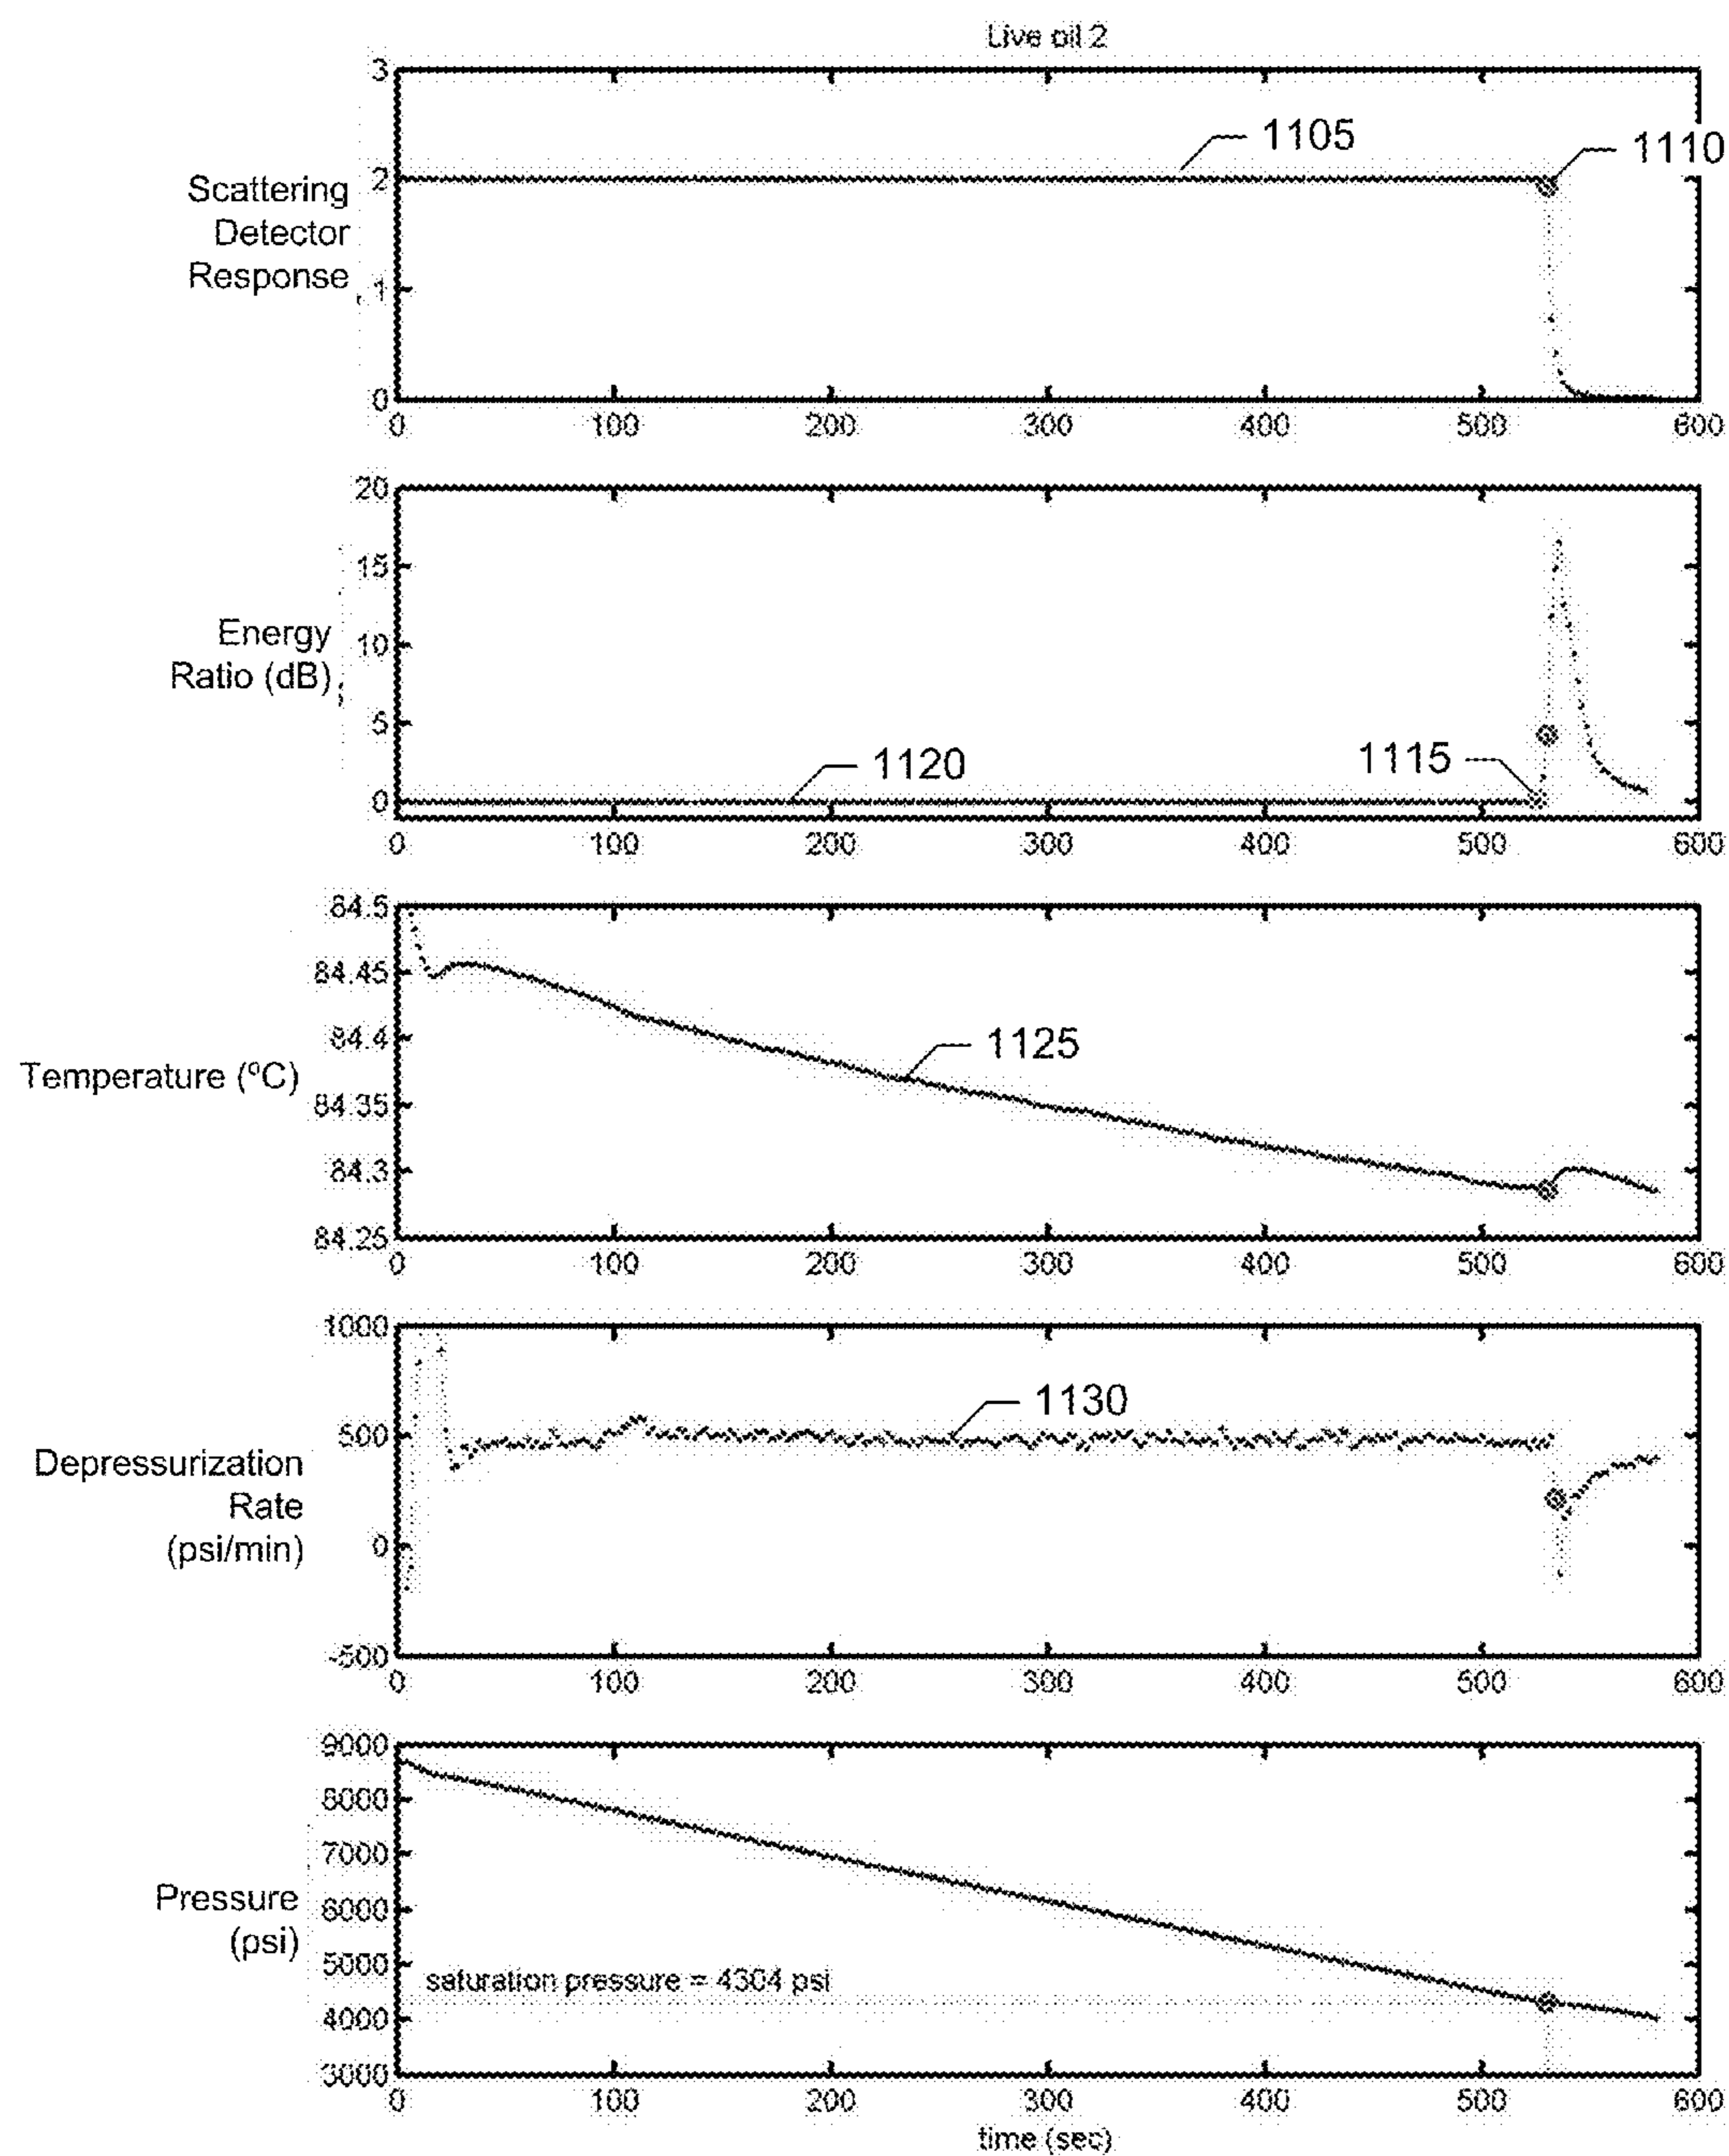 Live oil 2
3
1105
1110
2
Scattering
Detector
Response
1
0
0 100 200 300 400 500 600
20
15
Energy
Ratio (dB)
10
5
1120
1115
0
0 100 200 300 400 500 600
84.5
84.45
84.4
1125
Temperature (ºC)
84.35
84.3
84.25
0 100 200 300 400 500 600
1000
1130
500
Depressurization
Rate
(psi/min)
0
-500
0 100 200 300 400 500 600
9000
8000
7000
Pressure
(psi)
6000
5000
saturation pressure = 4304 psi
4000
3000
0 100 200 300 400 500 600
time (sec)